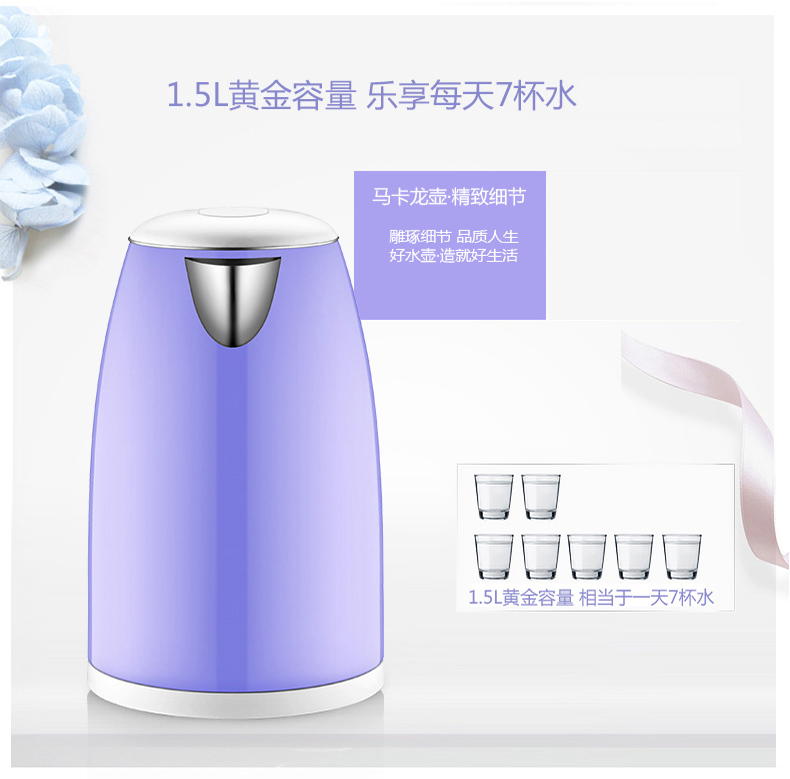 1.5L黄金容量 乐享每天7杯水
马卡龙壶·精致细节
雕琢细节 品质人生
好水壶·造就好生活
1.5L黄金容量 相当于一天7杯水